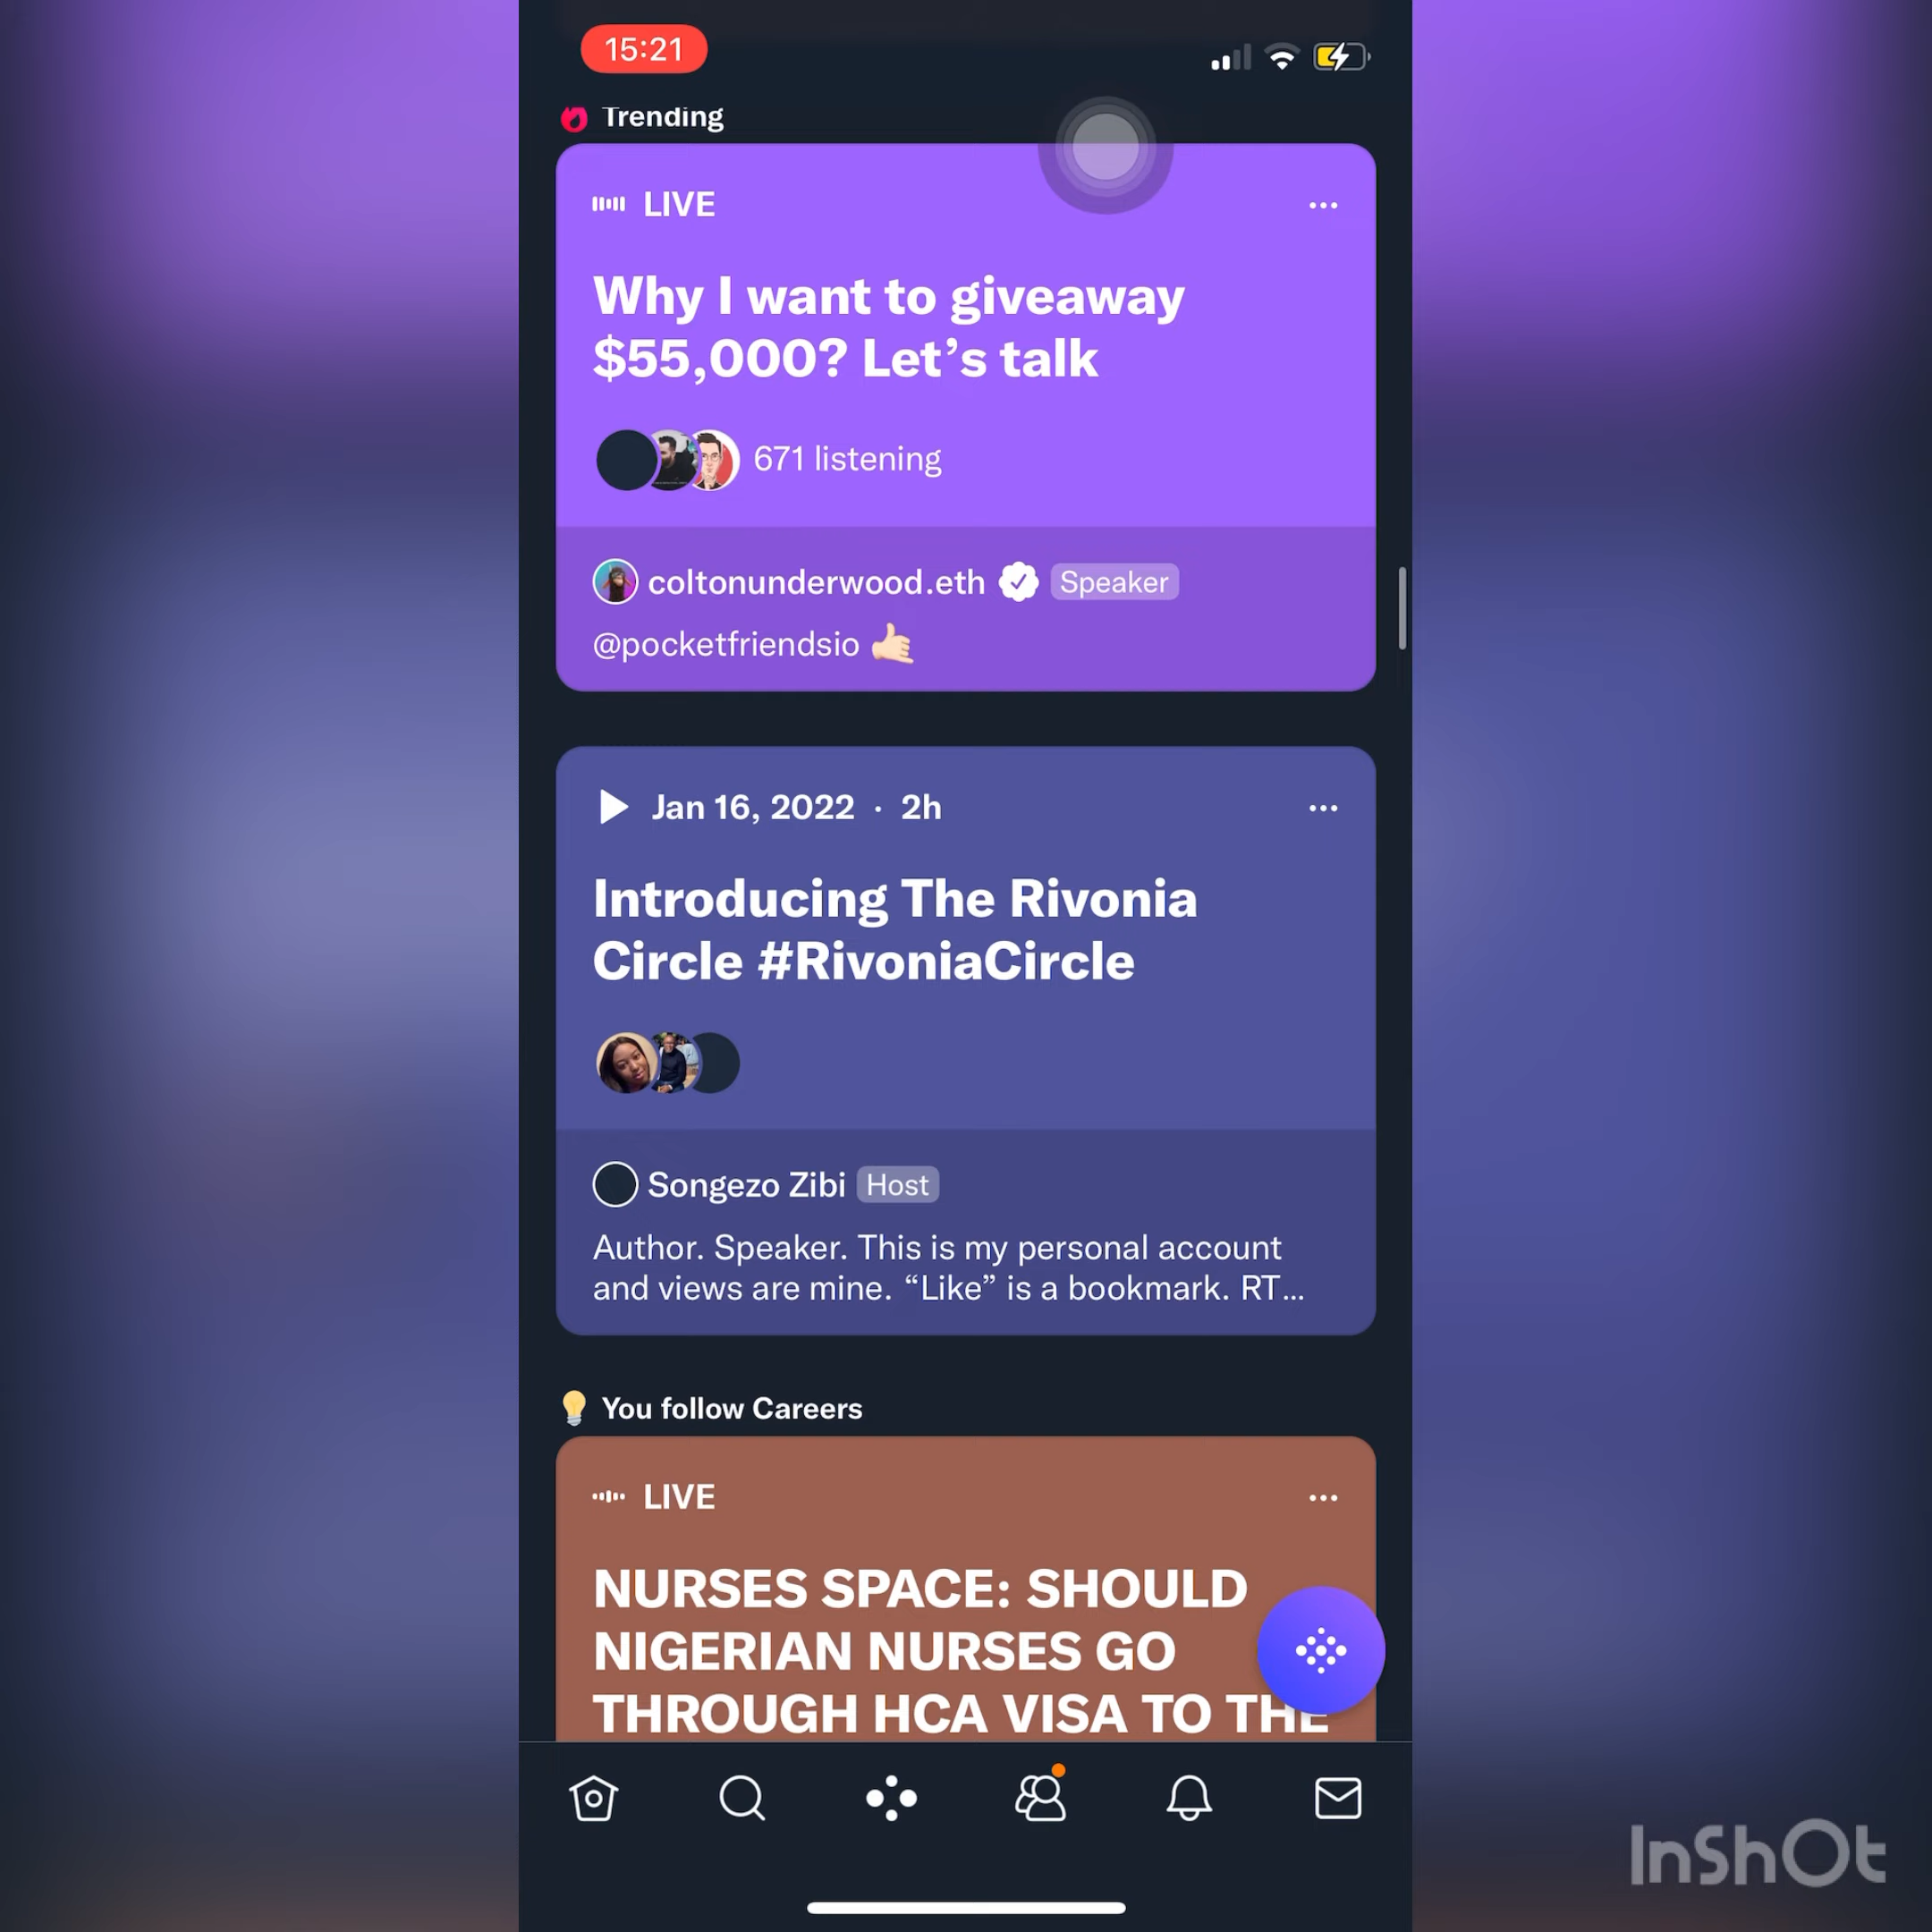 15:21
Trending
LIVE
Why I want to giveaway
$55,000? Let’s talk
671 listening
coltonunderwood.eth Speaker
@pocketfriendsio
Jan 16, 2022 · 2h
Introducing The Rivonia
Circle #RivoniaCircle
Songezo Zibi Host
Author. Speaker. This is my personal account
and views are mine. “Like” is a bookmark. RT...
You follow Careers
LIVE
NURSES SPACE: SHOULD
NIGERIAN NURSES GO
THROUGH HCA VISA TO THE
InShOt